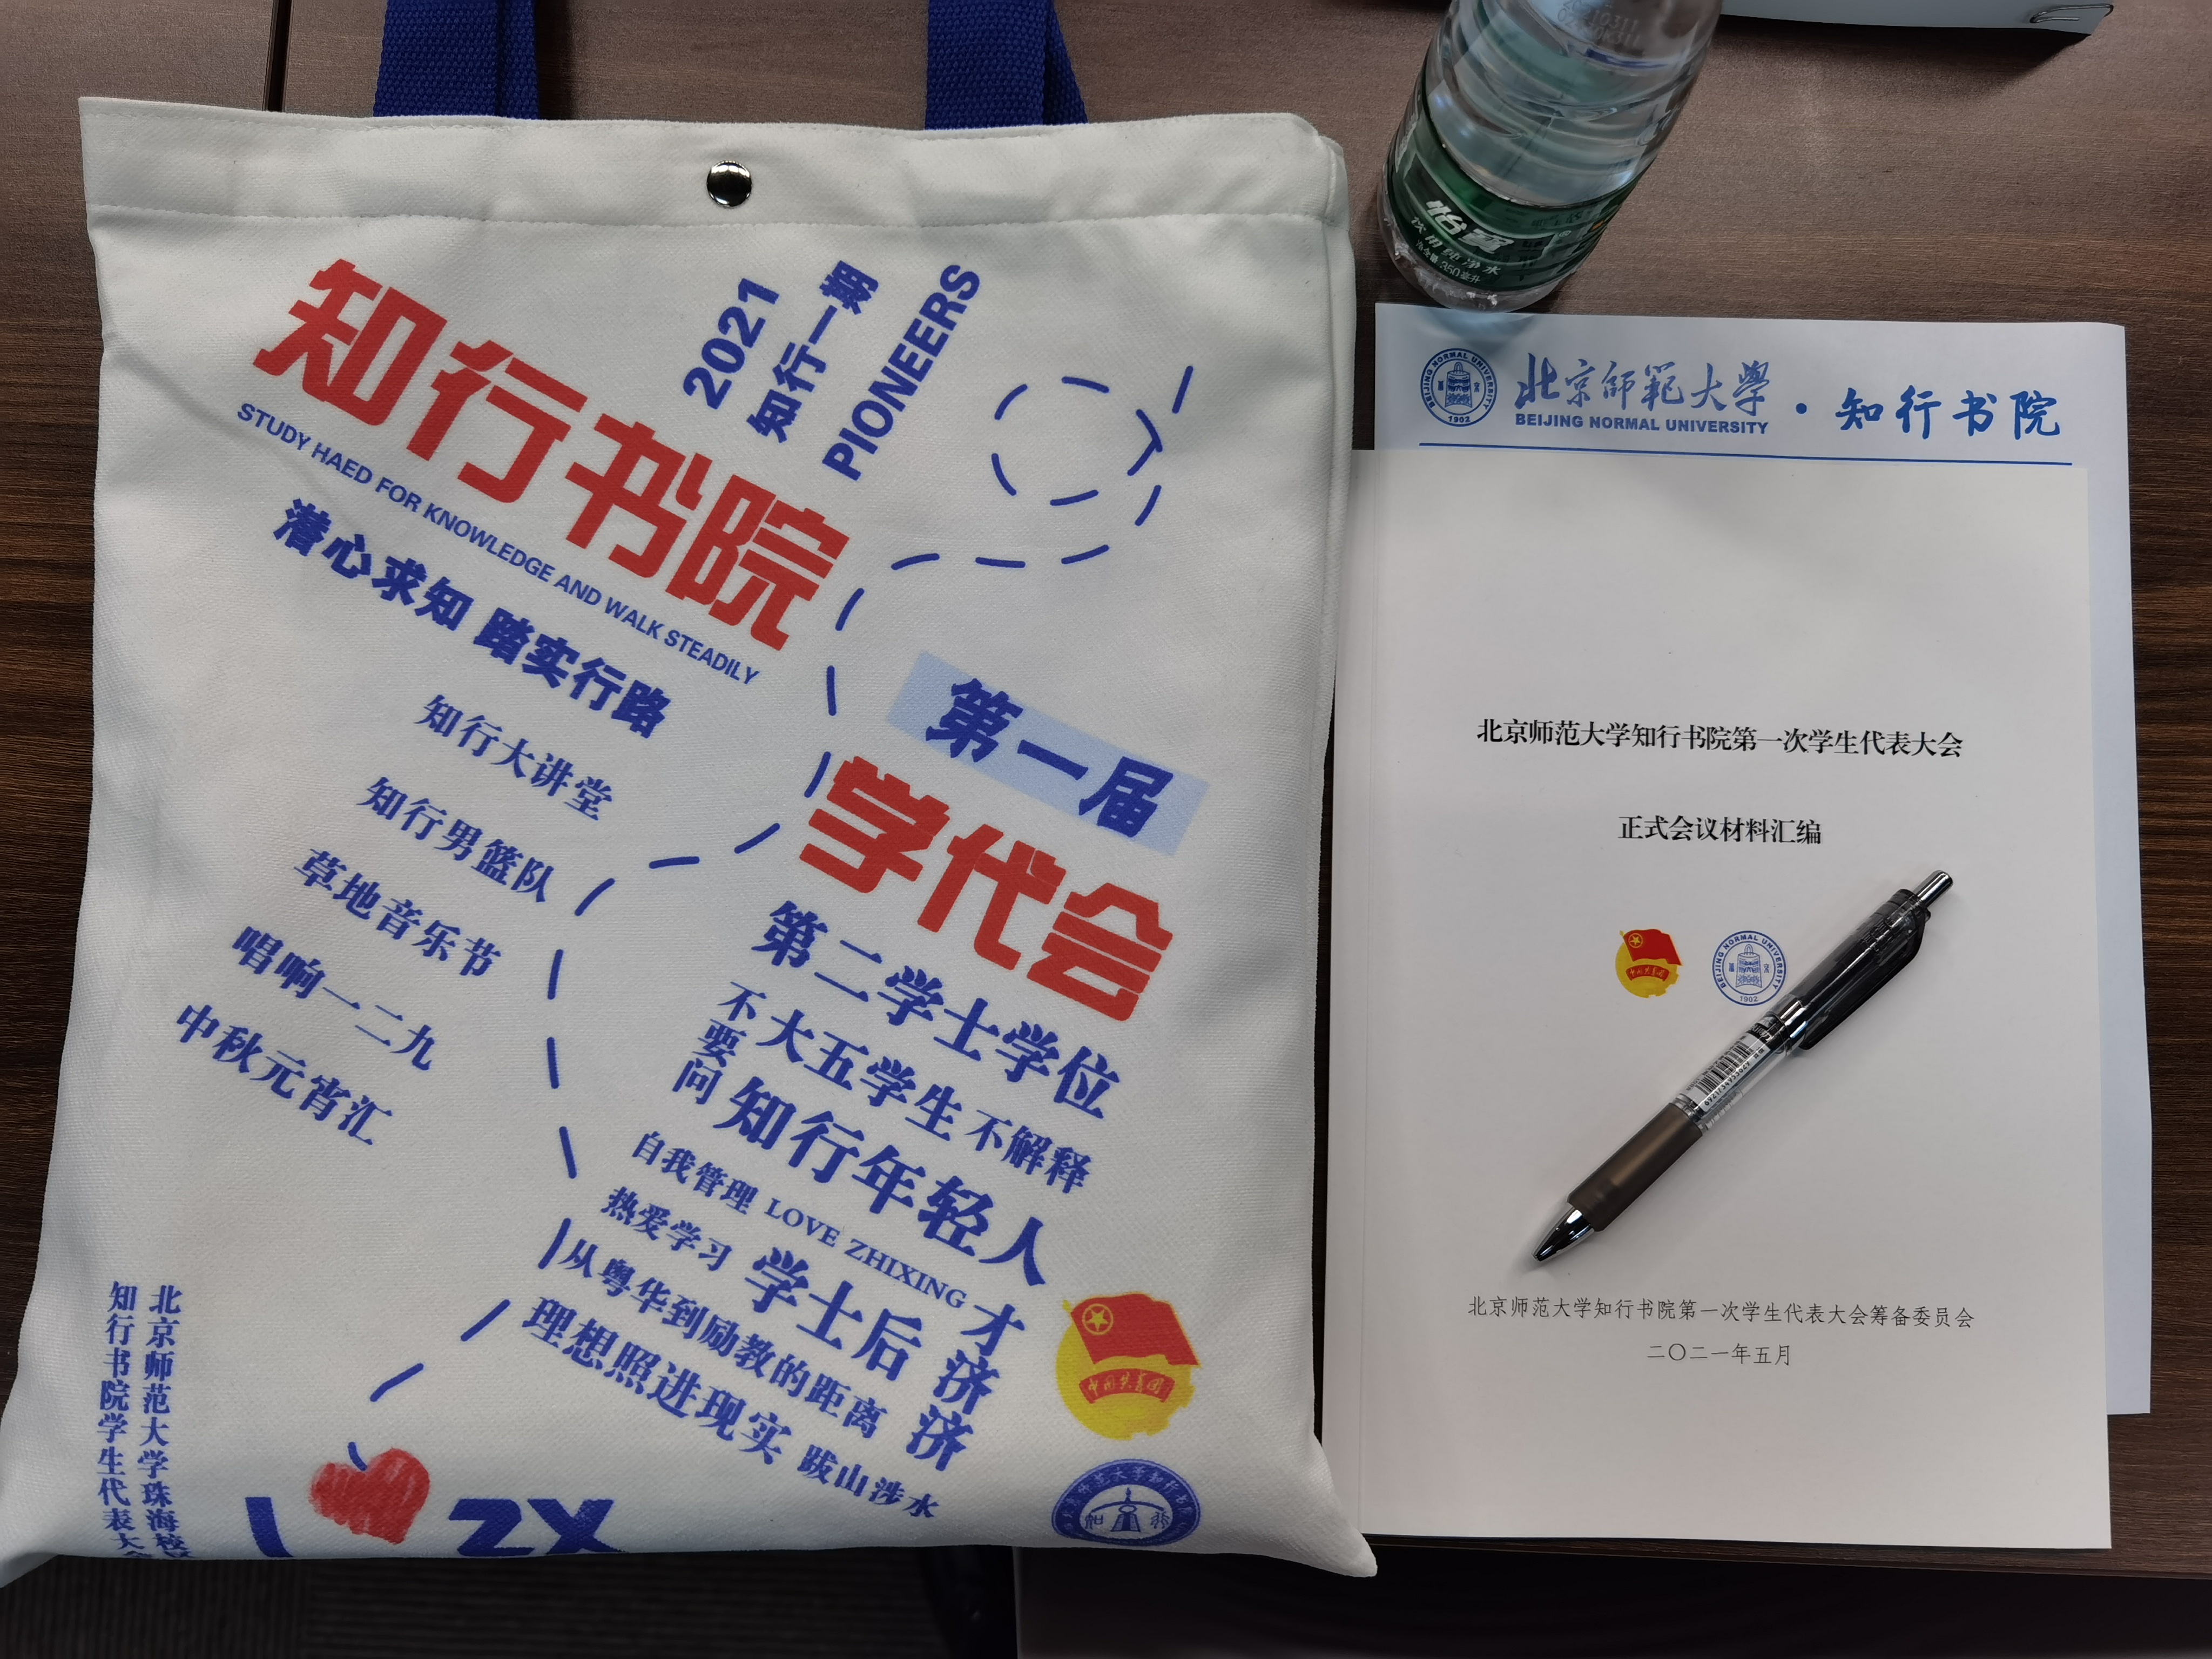 知行书院
STUDY HAED FOR KNOWLEDGE AND WALK STEADILY
潜心求知 踏实行路
2021
知行一期
PIONEERS
知行大讲堂
知行男篮队
草地音乐节
唱响一二九
中秋元宵汇
第一届
学代会
第二学士学位
不要问
大五学生 不解释
知行年轻人
自我管理 LOVE ZHIXING
热爱学习
学士后
才济济
从粤华到励教的距离
理想照进现实 跋山涉水
中国共青团
北京师范大学珠海校
知行书院学生代表大
I
ZX
怡宝
饮用纯净水
净含量 350毫升
BEIJING NORMAL UNIVERSITY
1902
北京师範大學
BEIJING NORMAL UNIVERSITY
·知行书院
北京师范大学知行书院第一次学生代表大会
正式会议材料汇编
中国共青团
BEIJING NORMAL UNIVERSITY
1902
北京师范大学知行书院第一次学生代表大会筹备委员会
二〇二一年五月